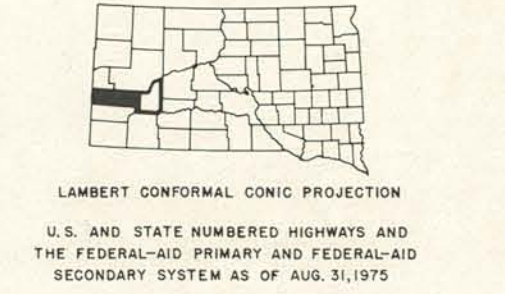 LAMBERT CONFORMAL CONIC PROJECTION
U.S. AND STATE NUMBERED HIGHWAYS AND
THE FEDERAL-AID PRIMARY AND FEDERAL-AID
SECONDARY SYSTEM AS OF AUG. 31, 1975